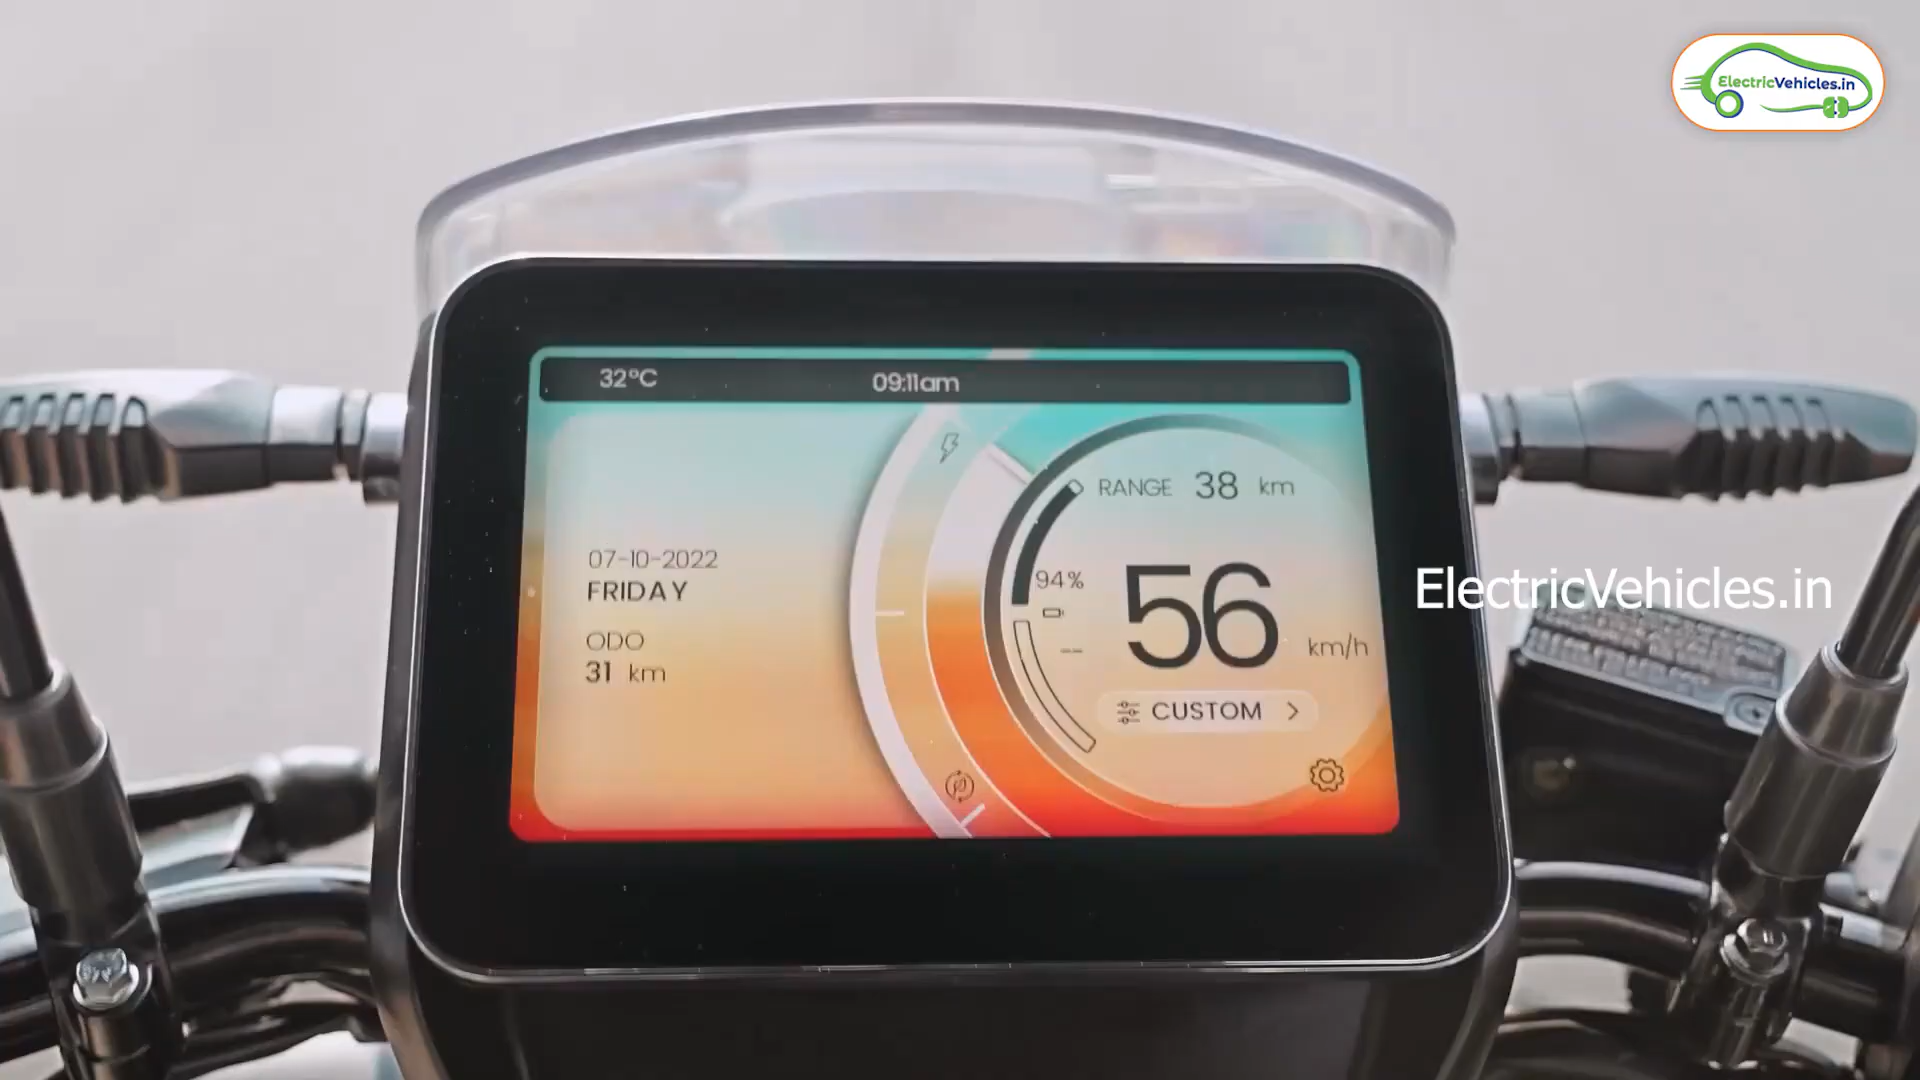 ElectricVehicles.in
32°C
09:11am
RANGE 38 km
07-10-2022
FRIDAY
ODO
31 km
94%
--
56 km/h
CUSTOM >
ElectricVehicles.in